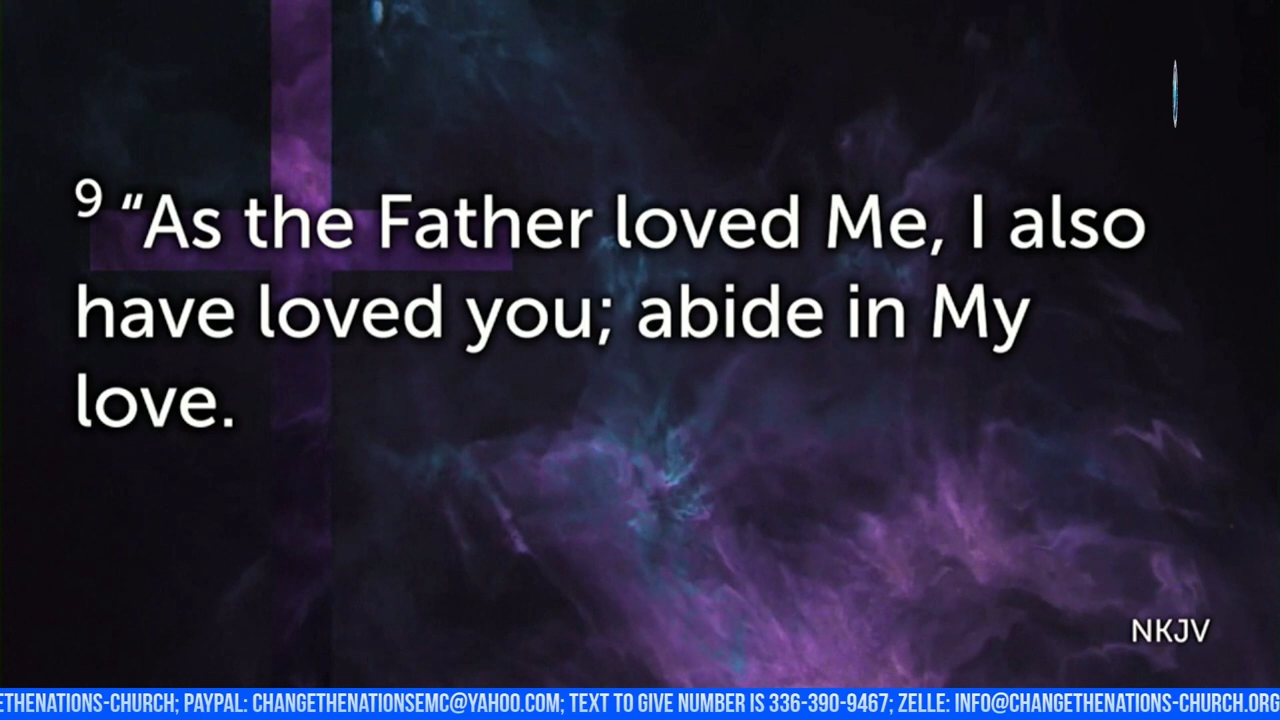 9 “As the Father loved Me, I also
have loved you; abide in My
love.
NKJV
ETHENATIONS-CHURCH; PAYPAL: CHANGETHENATIONSEMC@YAHOO.COM; TEXT TO GIVE NUMBER IS 336-390-9467; ZELLE: INFO@CHANGETHENATIONS-CHURCH.ORG